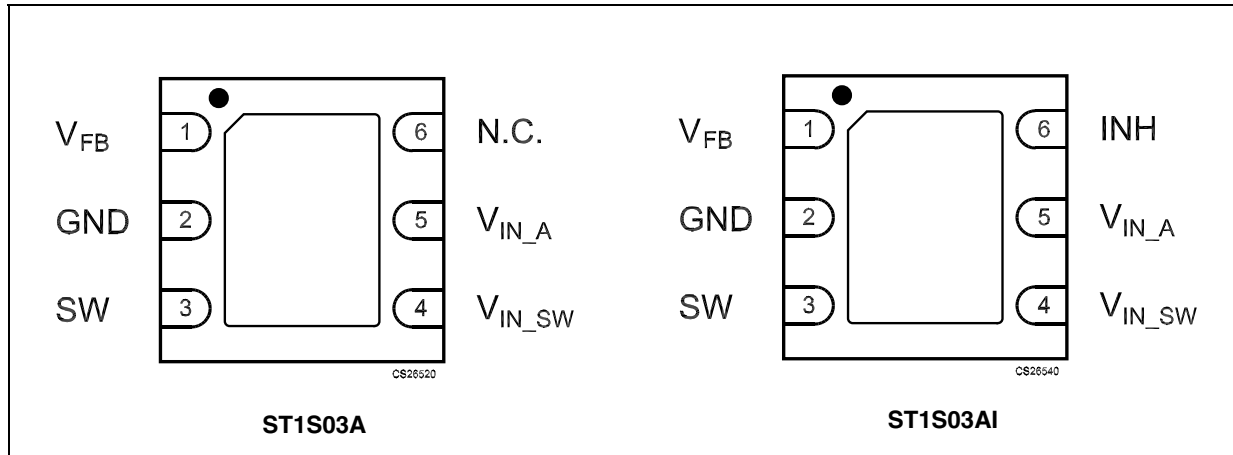 V_FB 1 6 N.C.
GND 2 5 V_IN_A
SW 3 4 V_IN_SW
CS26520
ST1S03A
V_FB 1 6 INH
GND 2 5 V_IN_A
SW 3 4 V_IN_SW
CS26540
ST1S03AI